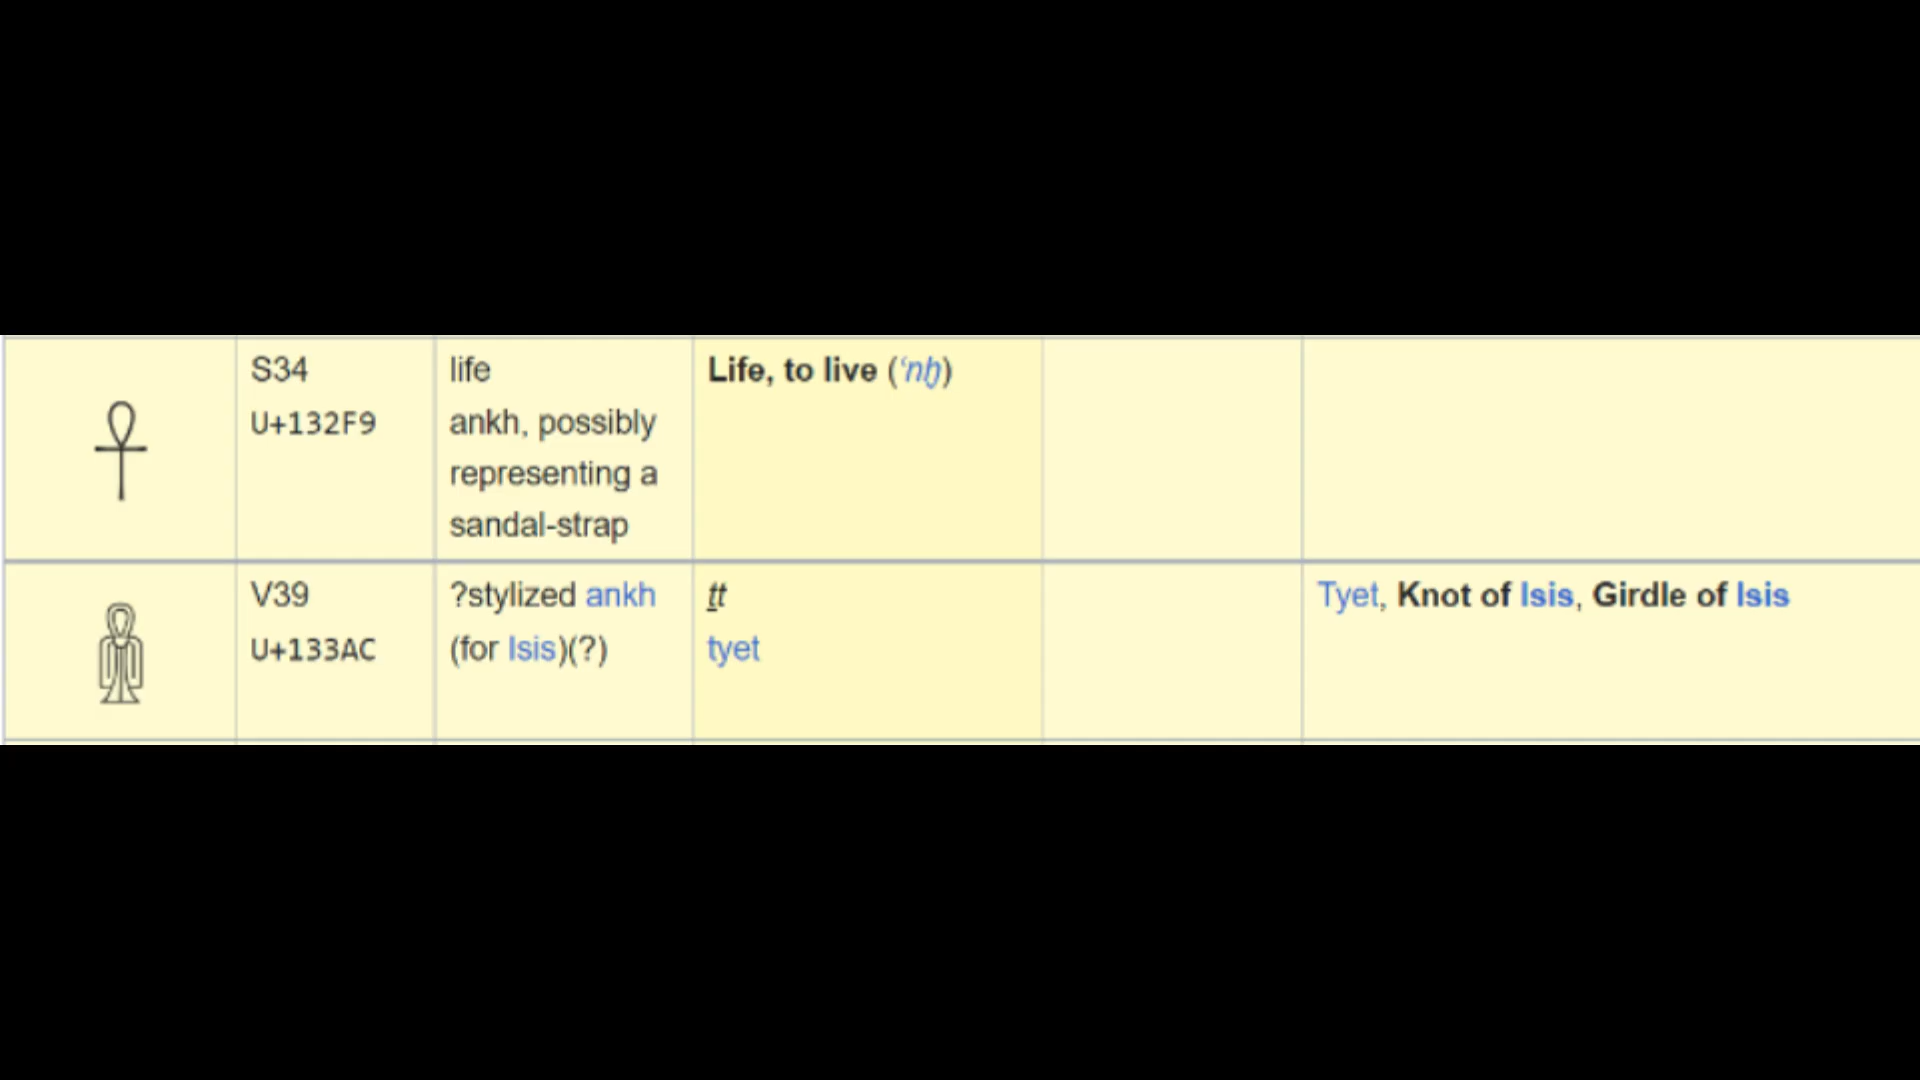 𓋹
S34
U+132F9
life
ankh, possibly
representing a
sandal-strap
Life, to live (ʿnḫ)
𓎬
V39
U+133AC
?stylized ankh
(for Isis)(?)
ṯt
tyet
Tyet, Knot of Isis, Girdle of Isis